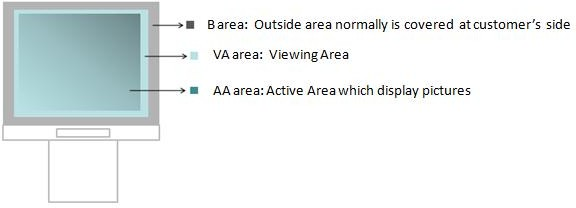 B area: Outside area normally is covered at customer's side
VA area: Viewing Area
AA area: Active Area which display pictures